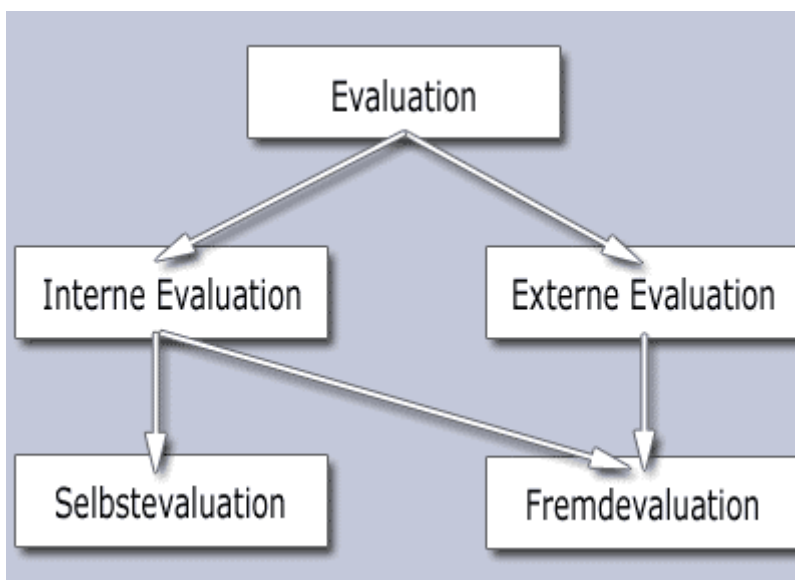 Evaluation
Interne Evaluation
Externe Evaluation
Selbstevaluation
Fremdevaluation